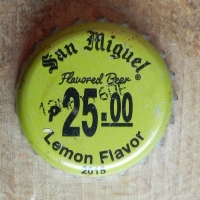 San Miguel®
Flavored Beer
₱25.00
Lemon Flavor
2015